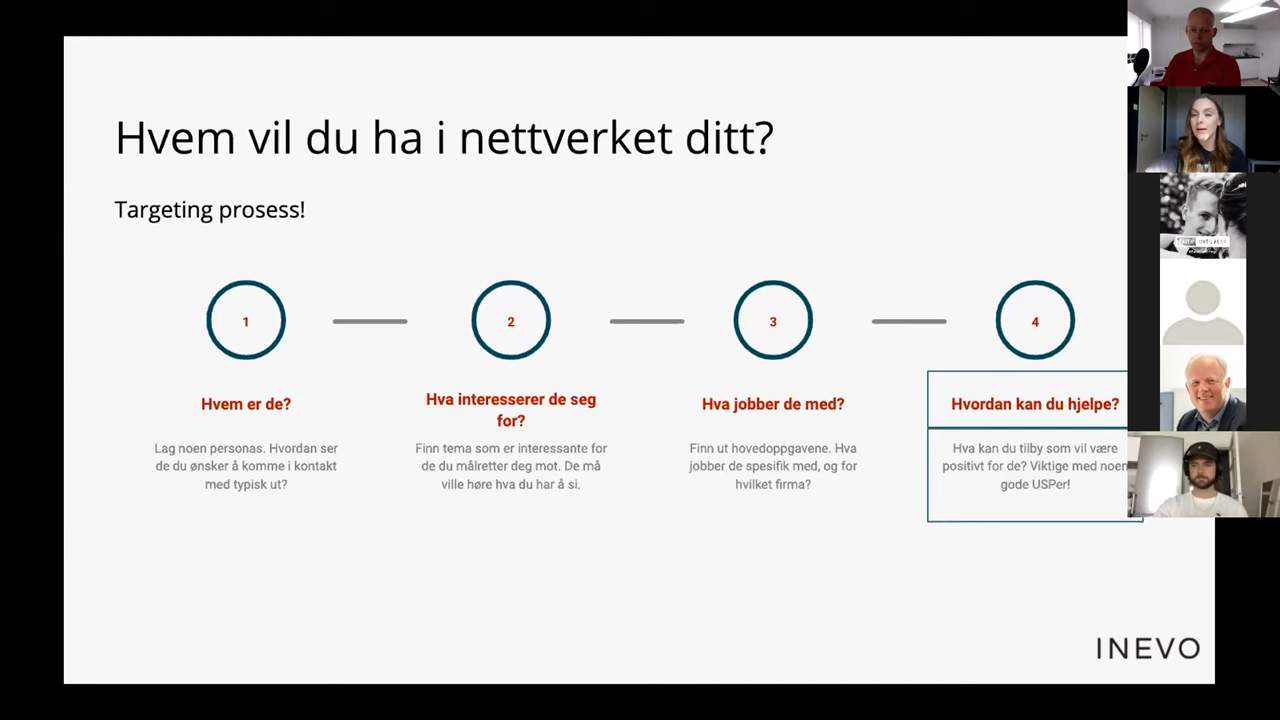 Hvem vil du ha i nettverket ditt?
Targeting prosess!
1
2
3
4
Hvem er de?
Lag noen personas. Hvordan ser
de du ønsker å komme i kontakt
med typisk ut?
Hva interesserer de seg
for?
Finn tema som er interessante for
de du målretter deg mot. De må
ville høre hva du har å si.
Hva jobber de med?
Finn ut hovedoppgavene. Hva
jobber de spesifik med, og for
hvilket firma?
Hvordan kan du hjelpe?
Hva kan du tilby som vil være
positivt for de? Viktige med noen
gode USPer!
INEVO